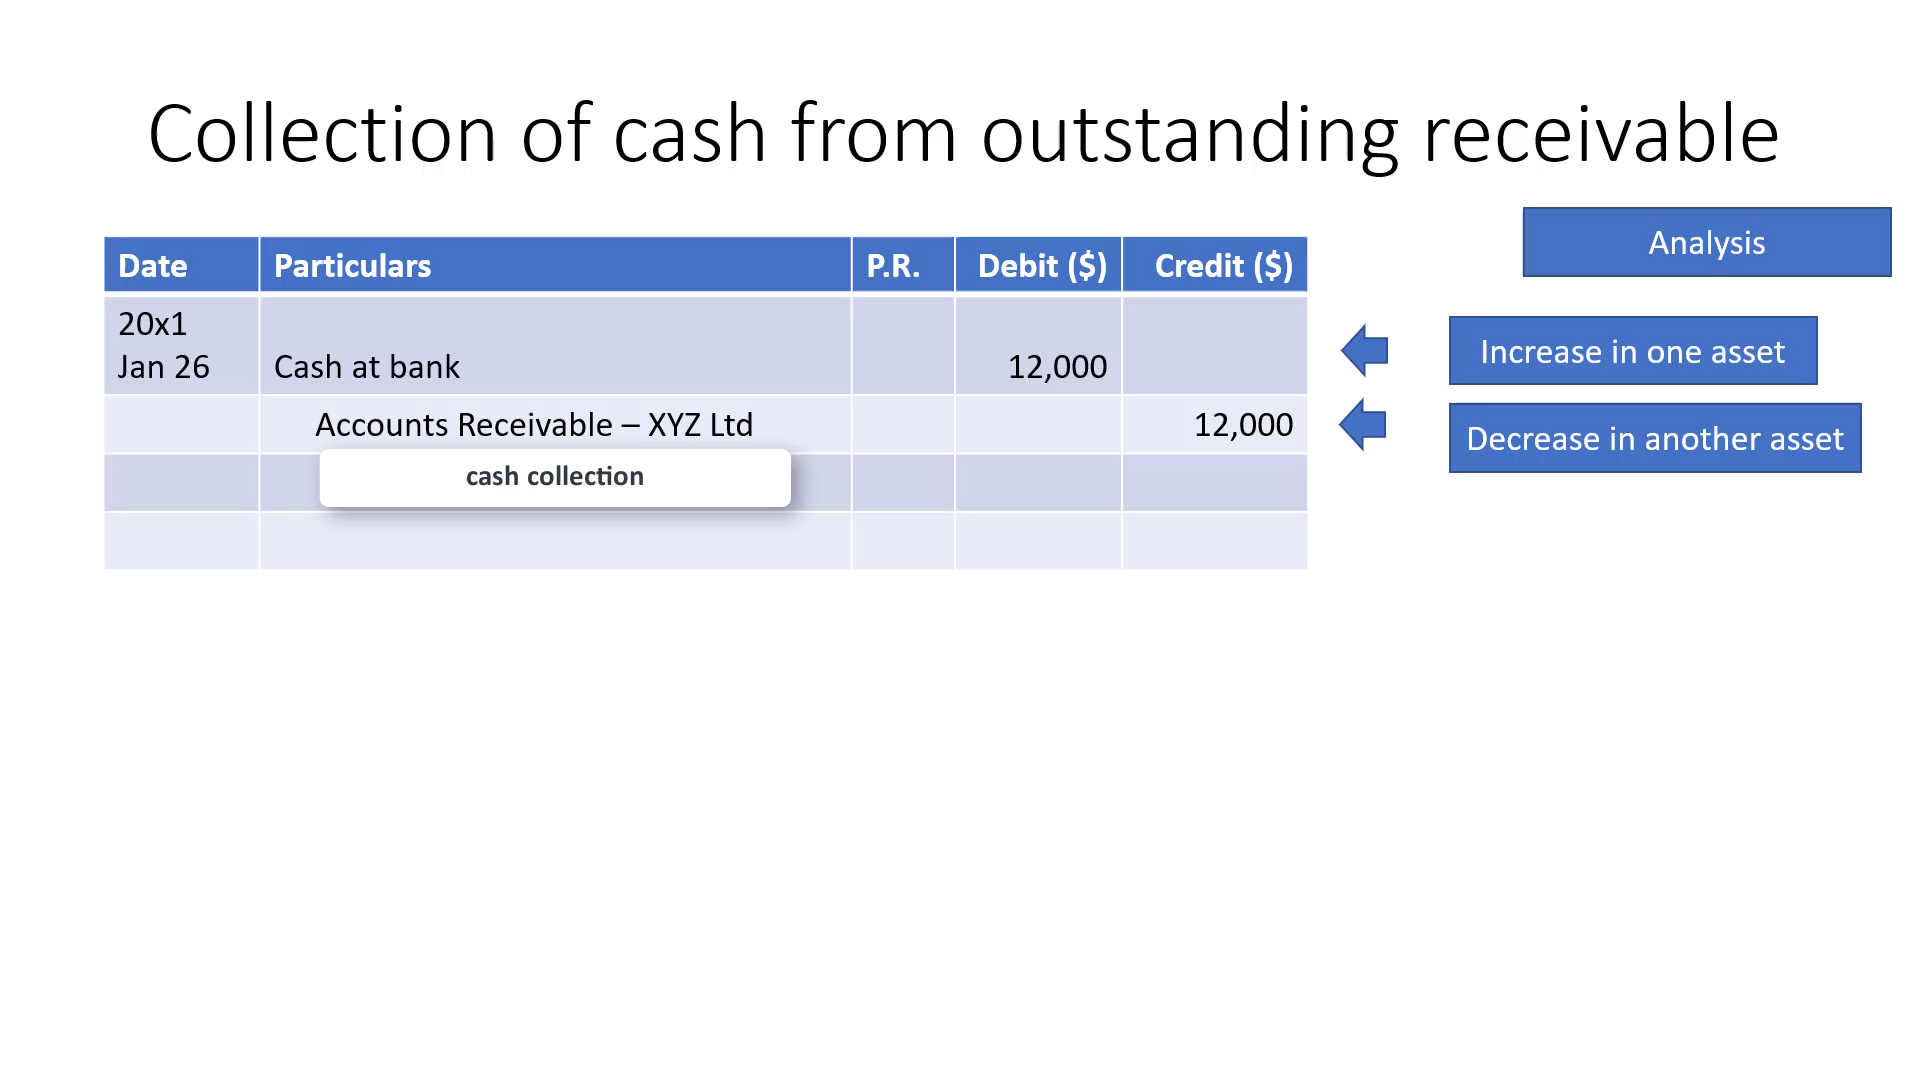 Collection of cash from outstanding receivable
Analysis
Date Particulars P.R. Debit ($) Credit ($)
20x1
Jan 26 Cash at bank 12,000
Increase in one asset
Accounts Receivable – XYZ Ltd 12,000
Decrease in another asset
cash collection